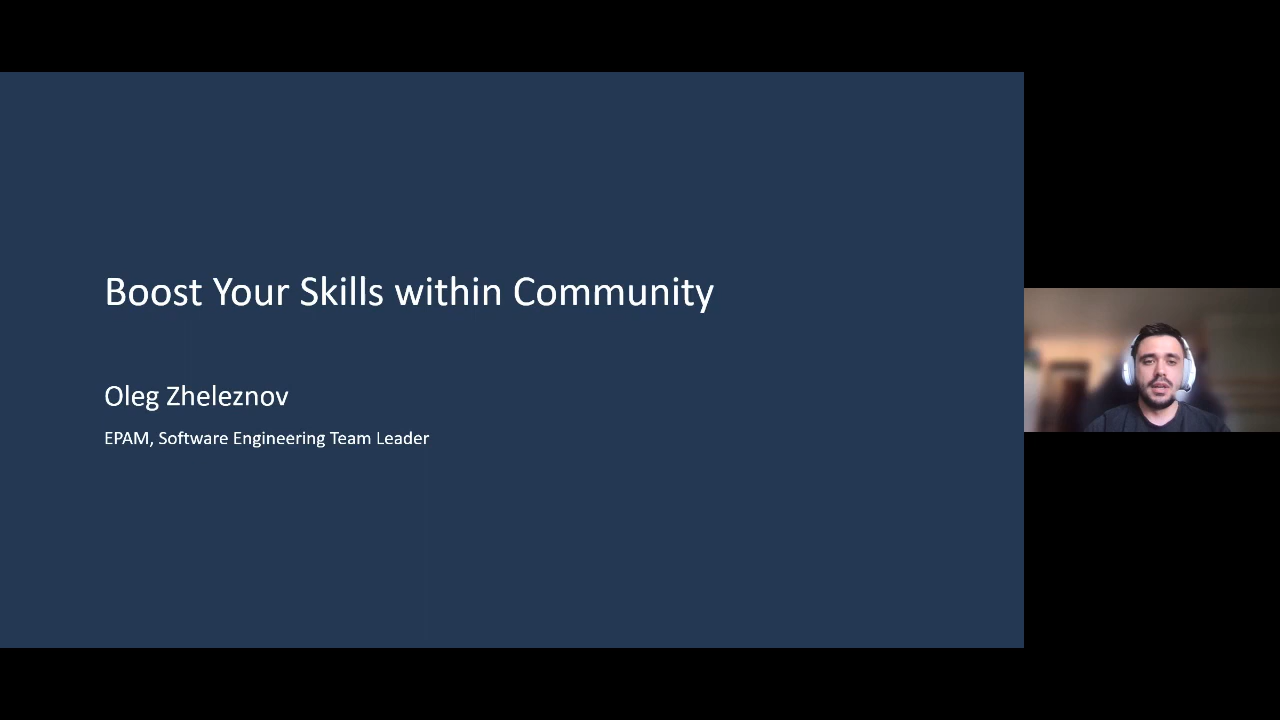 Boost Your Skills within Community
Oleg Zheleznov
EPAM, Software Engineering Team Leader